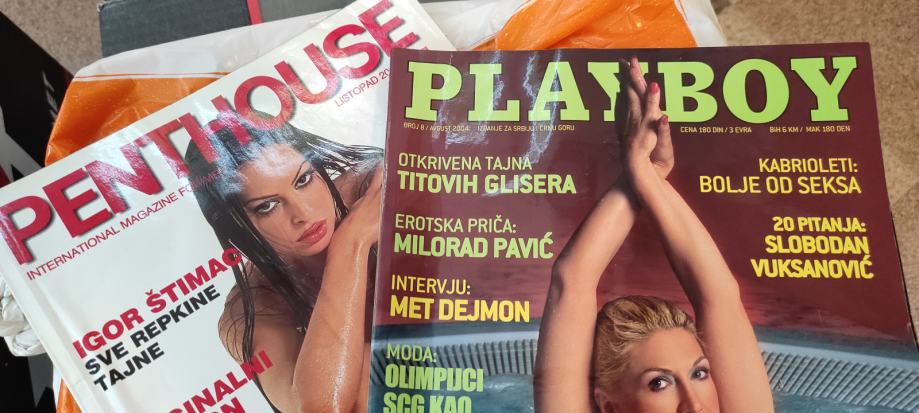 PENTHOUSE
LISTOPAD
INTERNATIONAL MAGAZINE FOR
IGOR ŠTIMAC
SVE REPKINE
TAJNE
PLAYBOY
BROJ 8 / AVGUST 2004. IZDANJE ZA SRBIJU I CRNU GORU
CENA 180 DIN / 3 EVRA BiH 6 KM / MAK 180 DEN
OTKRIVENA TAJNA
TITOVIH GLISERA
EROTSKA PRIČA:
MILORAD PAVIĆ
INTERVJU:
MET DEJMON
MODA:
OLIMPIJCI
SCG KAO
KABRIOLETI:
BOLJE OD SEKSA
20 PITANJA:
SLOBODAN
VUKSANOVIĆ